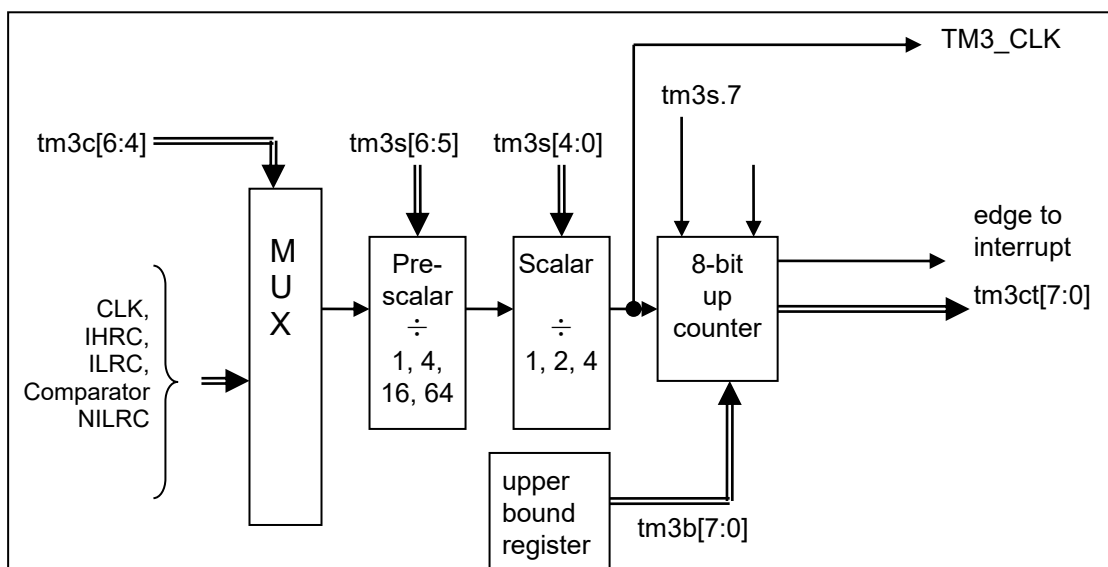 TM3_CLK
tm3s.7
tm3c[6:4]
tm3s[6:5]
tm3s[4:0]
M
U
X
Pre-
scalar
÷
1, 4,
16, 64
Scalar
÷
1, 2, 4
8-bit
up
counter
edge to
interrupt
tm3ct[7:0]
CLK,
IHRC,
ILRC,
Comparator
NILRC
upper
bound
register
tm3b[7:0]